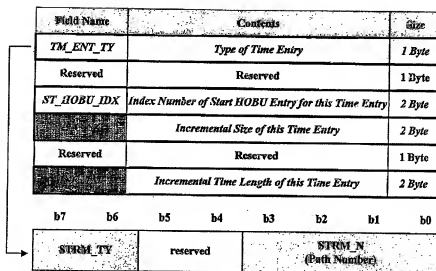 Field Name Contents Size
TM_ENT_TY Type of Time Entry 1 Byte
Reserved Reserved 1 Byte
ST_HOBU_IDX Index Number of Start HOBU Entry for this Time Entry 2 Byte
Incremental Size of this Time Entry 2 Byte
Reserved Reserved 1 Byte
Incremental Time Length of this Time Entry 2 Byte
b7 b6 b5 b4 b3 b2 b1 b0
STRM_TY reserved STRM_N
(Path Number)